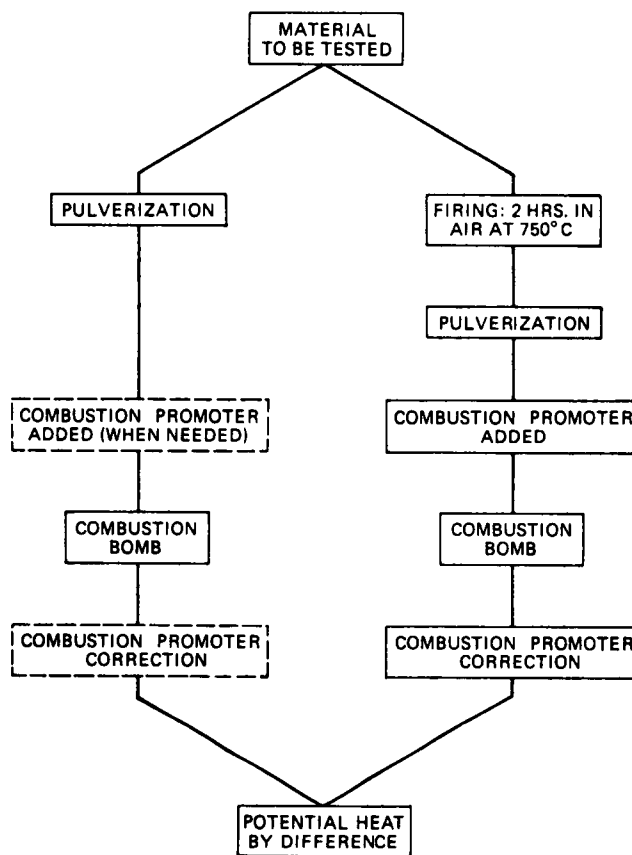 MATERIAL
TO BE TESTED
PULVERIZATION
FIRING: 2 HRS. IN
AIR AT 750°C
PULVERIZATION
COMBUSTION PROMOTER
ADDED (WHEN NEEDED)
COMBUSTION PROMOTER
ADDED
COMBUSTION
BOMB
COMBUSTION
BOMB
COMBUSTION PROMOTER
CORRECTION
COMBUSTION PROMOTER
CORRECTION
POTENTIAL HEAT
BY DIFFERENCE